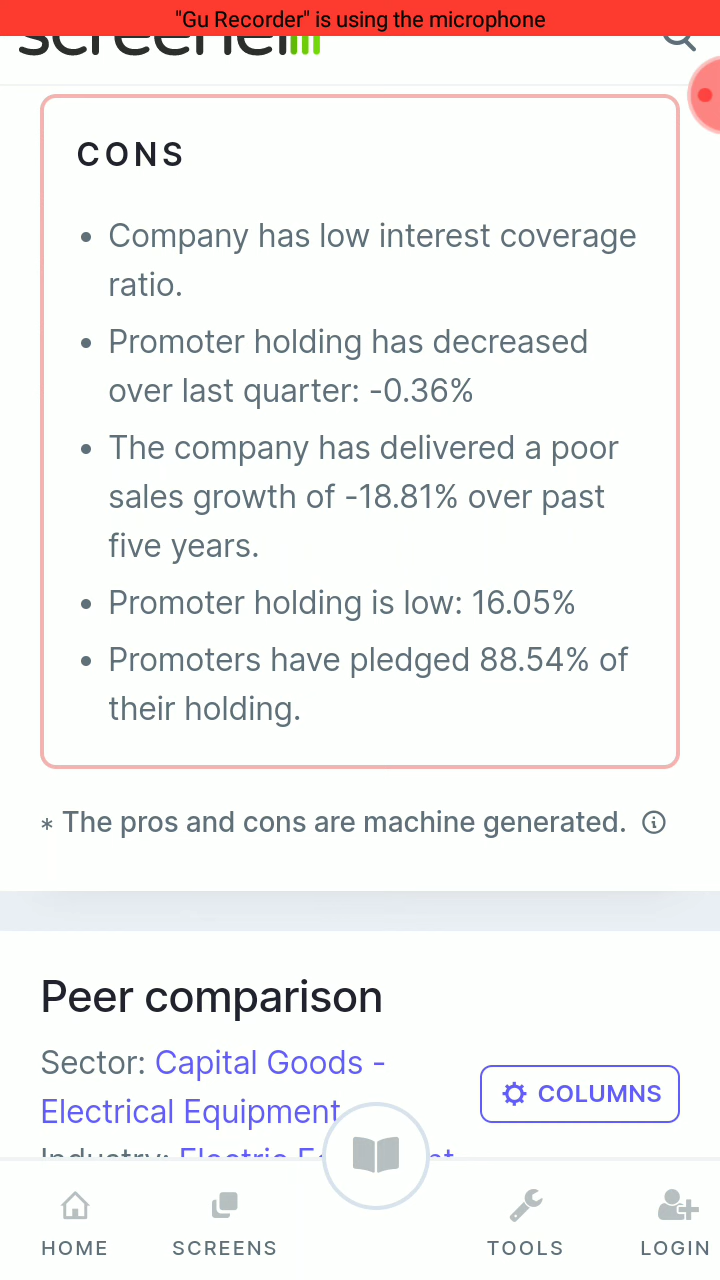 "Gu Recorder" is using the microphone
screener
CONS
• Company has low interest coverage
ratio.
• Promoter holding has decreased
over last quarter: -0.36%
• The company has delivered a poor
sales growth of -18.81% over past
five years.
• Promoter holding is low: 16.05%
• Promoters have pledged 88.54% of
their holding.
* The pros and cons are machine generated.
Peer comparison
Sector: Capital Goods -
Electrical Equipment
COLUMNS
Industry: Electric
HOME
SCREENS
TOOLS
LOGIN